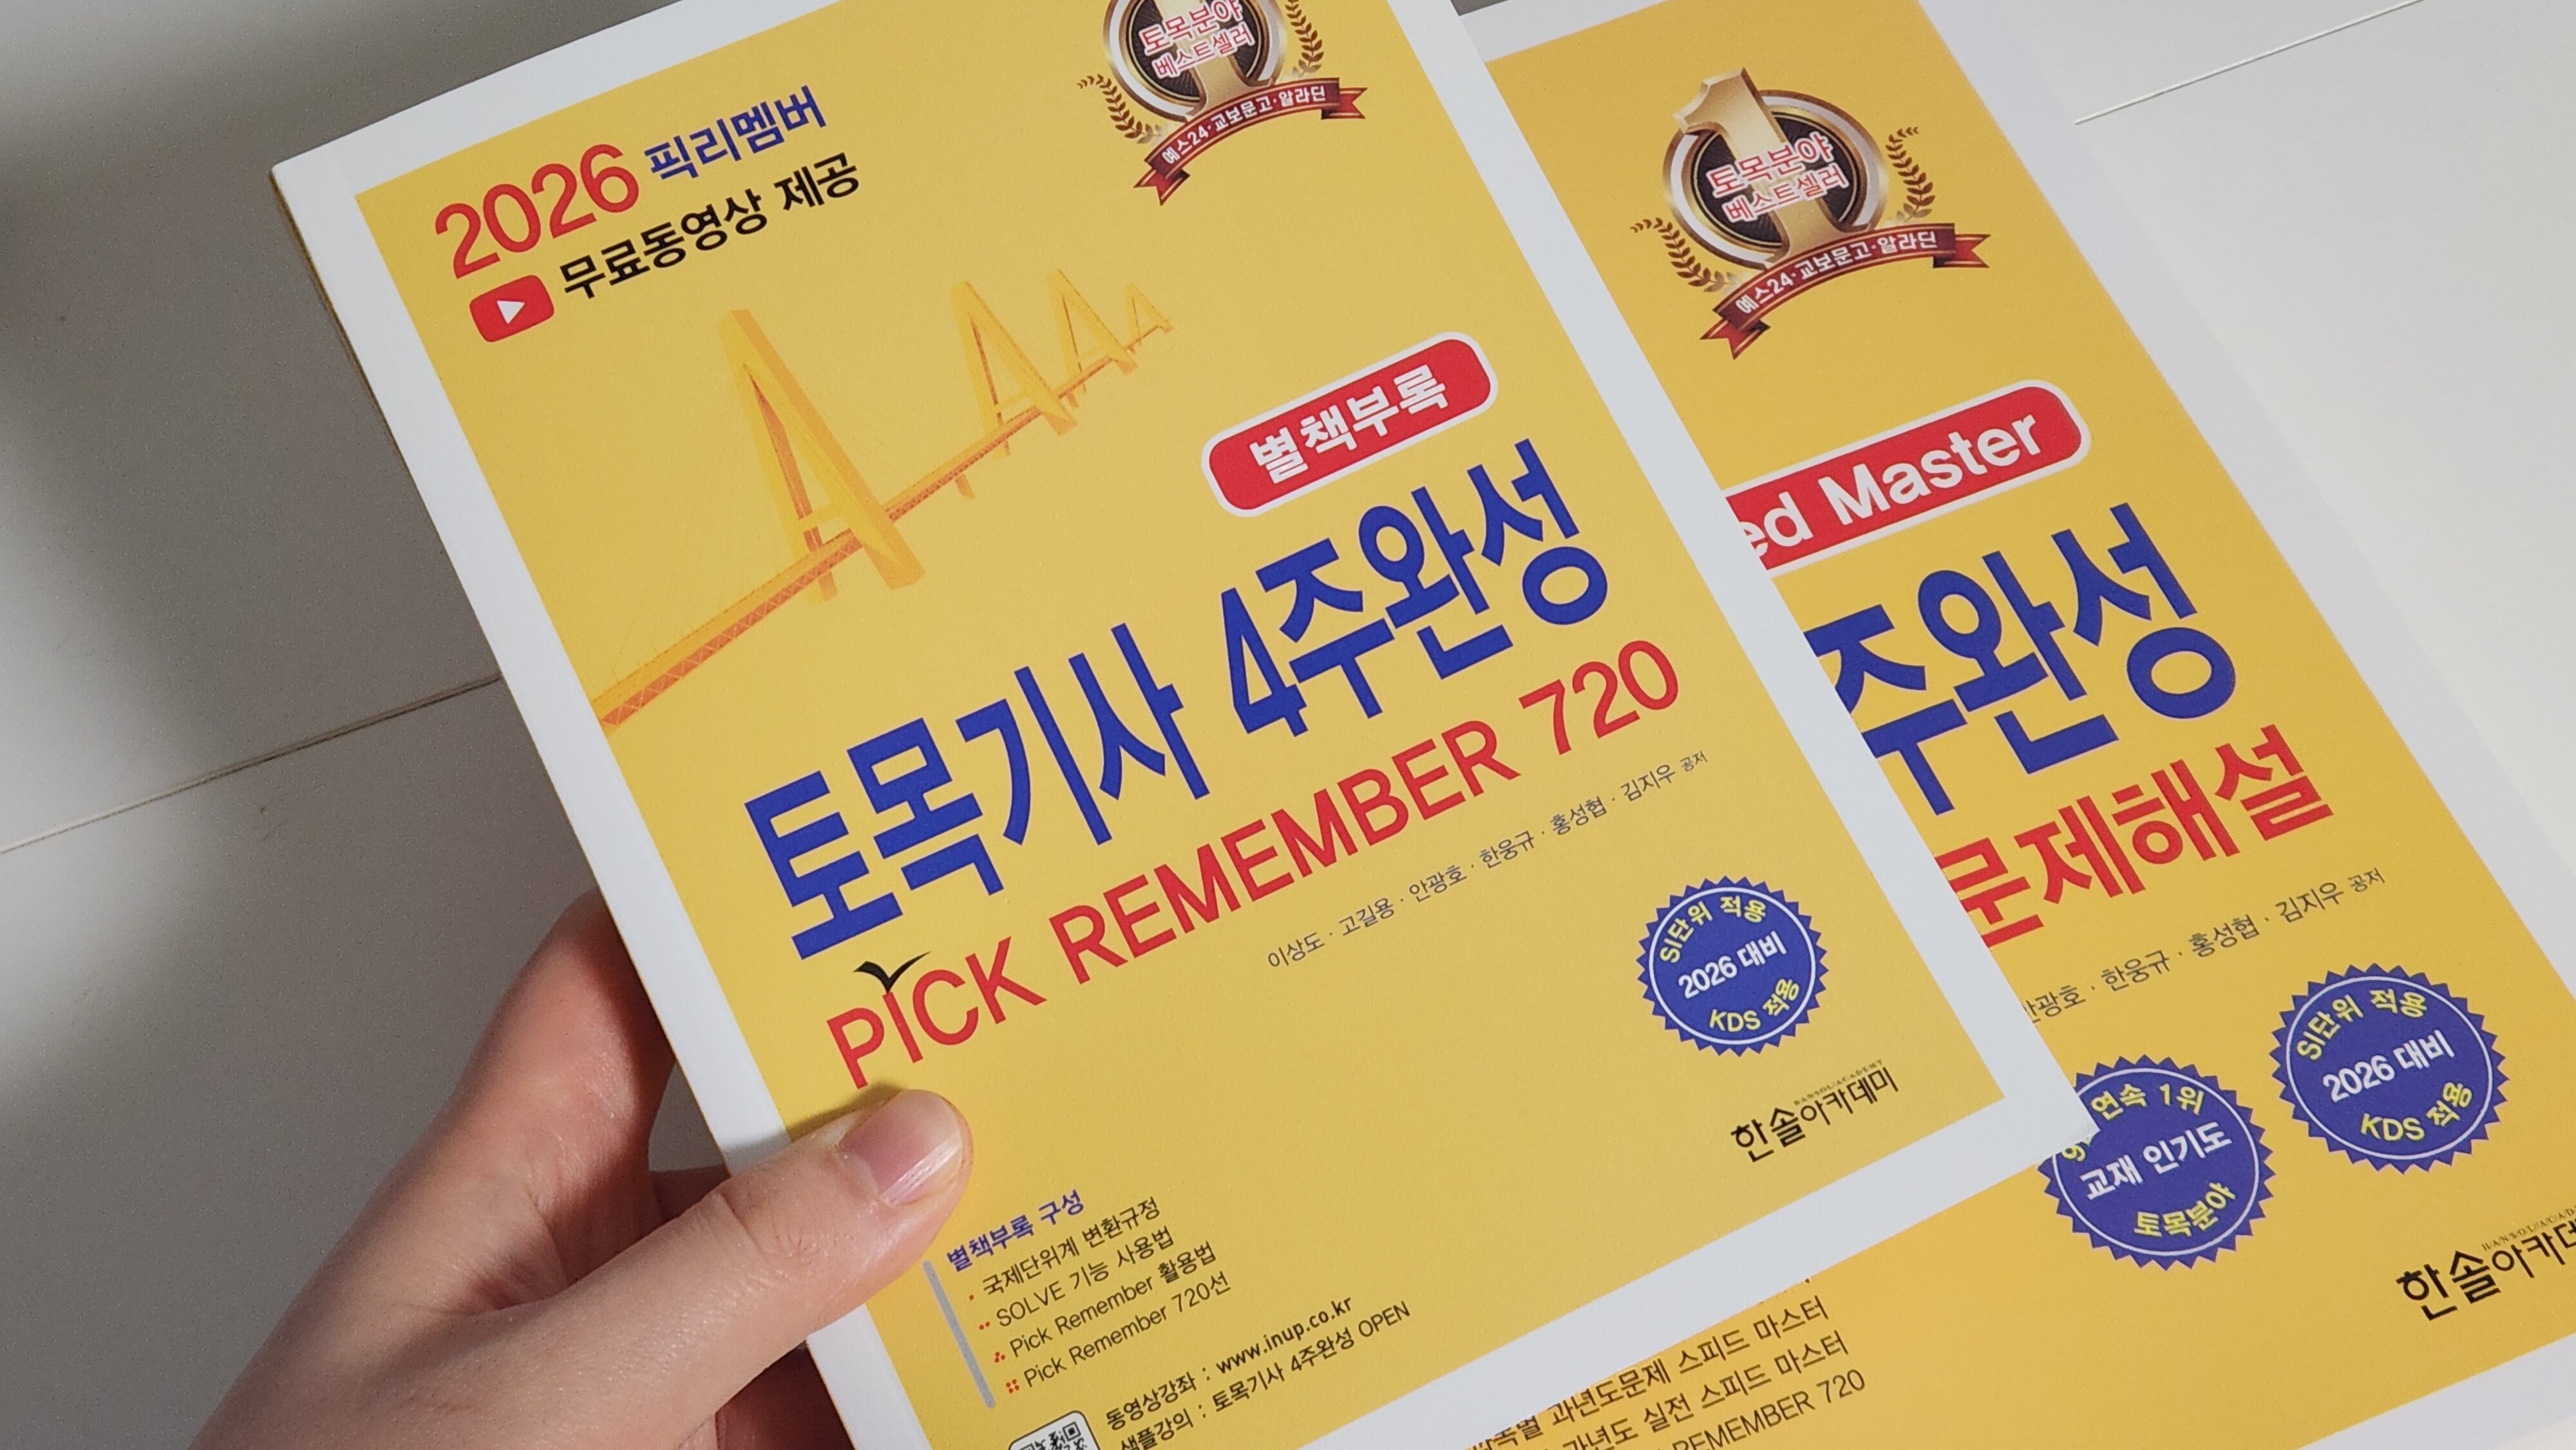 2026 픽리멤버
무료동영상 제공
토목분야
베스트셀러
예스24·교보문고·알라딘
별책부록
토목기사 4주완성
PICK REMEMBER 720
이상도 · 고길용 · 안광호 · 한웅규 · 홍성협 · 김지우 공저
SI단위 적용
2026 대비
KDS 적용
HANSOL ACADEMY
한솔아카데미
별책부록 구성
국제단위계 변환규정
SOLVE 기능 사용법
Pick Remember 활용법
Pick Remember 720선
동영상강좌 : www.inup.co.kr
샘플강의 : 토목기사 4주완성 OPEN
1
토목분야
베스트셀러
예스24·교보문고·알라딘
ed Master
주완성
문제해설
안광호 · 한웅규 · 홍성협 · 김지우 공저
SI단위 적용
2026 대비
KDS 적용
연속 1위
교재 인기도
토목분야
한솔아카데
과년도문제 스피드 마스터
과년도 실전 스피드 마스터
REMEMBER 720